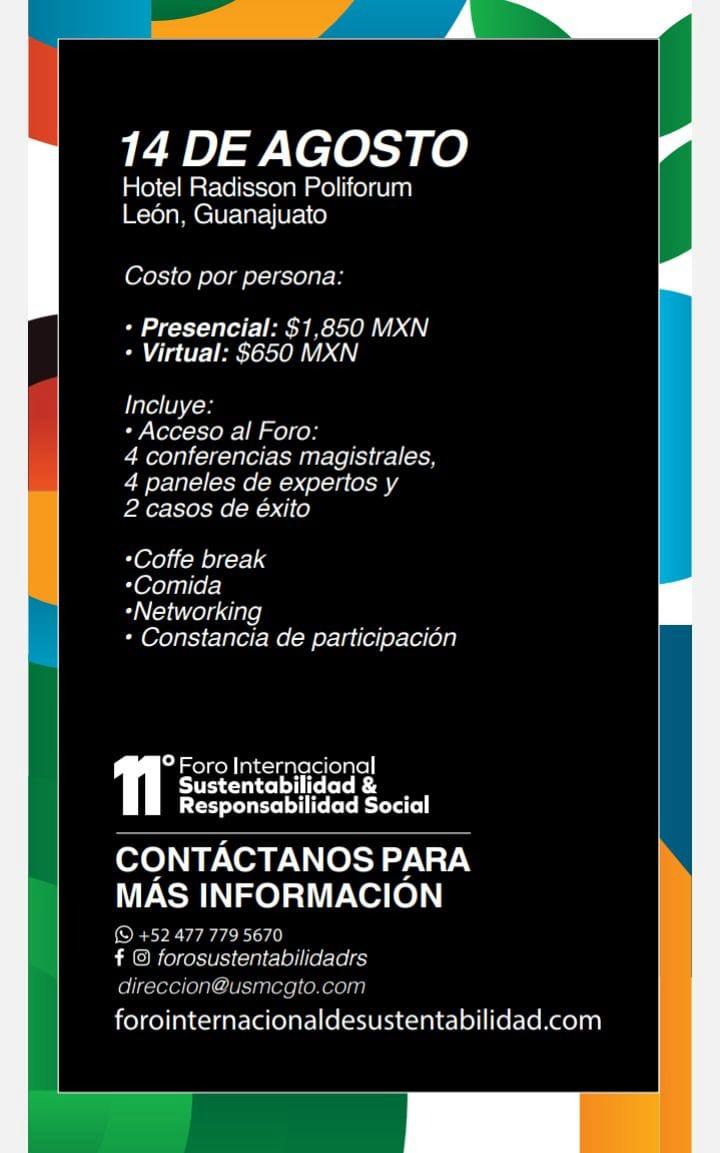 14 DE AGOSTO
Hotel Radisson Poliforum
León, Guanajuato
Costo por persona:
• Presencial: $1,850 MXN
• Virtual: $650 MXN
Incluye:
• Acceso al Foro:
4 conferencias magistrales,
4 paneles de expertos y
2 casos de éxito
•Coffe break
•Comida
•Networking
• Constancia de participación
11° Foro Internacional
Sustentabilidad &
Responsabilidad Social
CONTÁCTANOS PARA
MÁS INFORMACIÓN
+52 477 779 5670
forosustentabilidadrs
direccion@usmcgto.com
forointernacionaldesustentabilidad.com